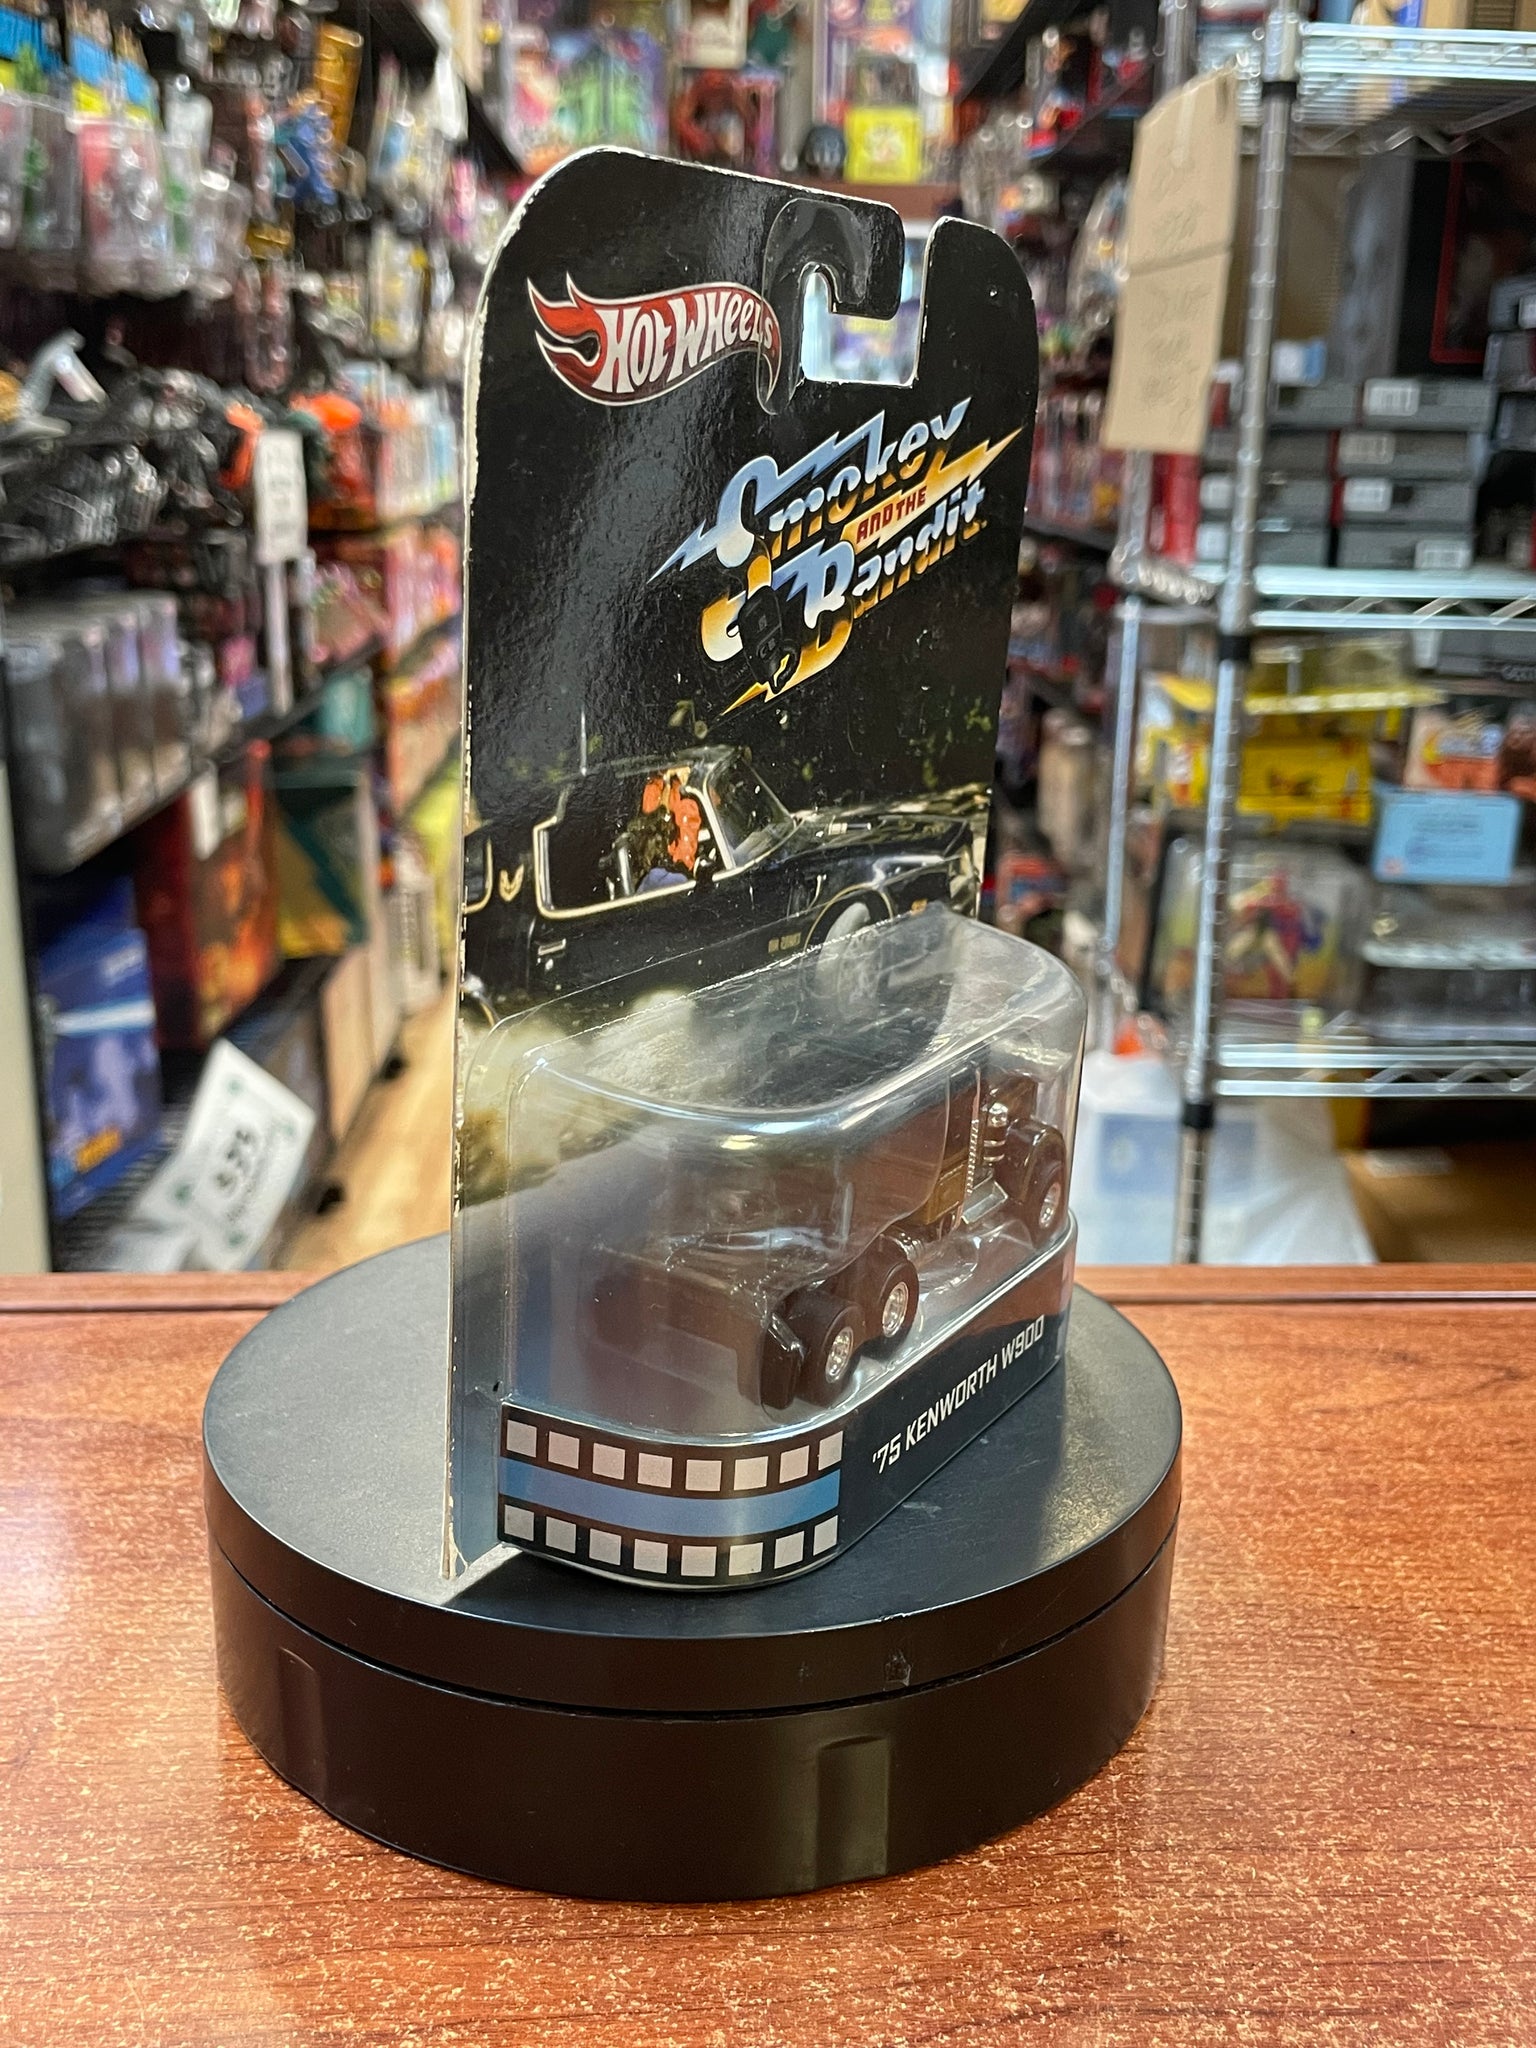 HOT WHEELS
Smokey
AND THE
Bandit
'75 KENWORTH W900